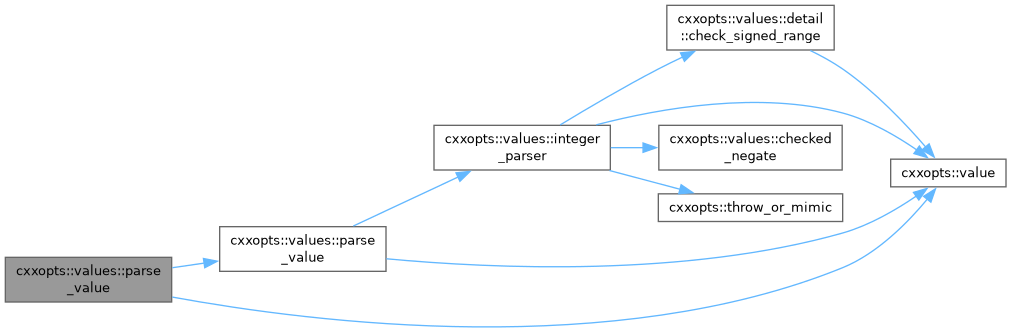 cxxopts::values::detail
::check_signed_range
cxxopts::values::integer
_parser
cxxopts::values::checked
_negate
cxxopts::value
cxxopts::throw_or_mimic
cxxopts::values::parse
_value
cxxopts::values::parse
_value